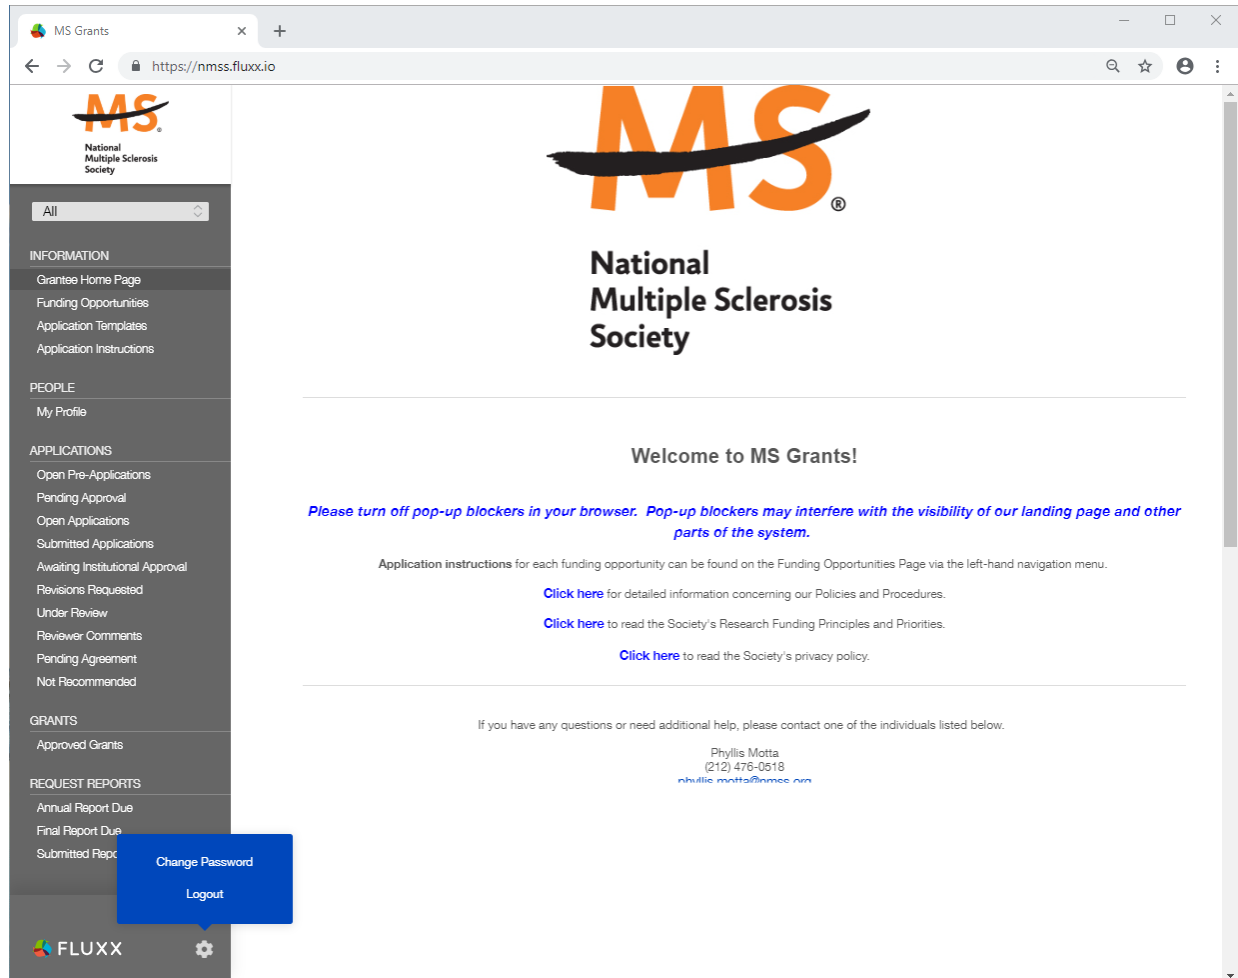 MS Grants
https://nmss.fluxx.io
MS
National
Multiple Sclerosis
Society
All
INFORMATION
Grantee Home Page
Funding Opportunities
Application Templates
Application Instructions
PEOPLE
My Profile
APPLICATIONS
Open Pre-Applications
Pending Approval
Open Applications
Submitted Applications
Awaiting Institutional Approval
Revisions Requested
Under Review
Reviewer Comments
Pending Agreement
Not Recommended
GRANTS
Approved Grants
REQUEST REPORTS
Annual Report Due
Final Report Due
Submitted Repo
Change Password
Logout
FLUXX
MS®
National
Multiple Sclerosis
Society
Welcome to MS Grants!
Please turn off pop-up blockers in your browser.  Pop-up blockers may interfere with the visibility of our landing page and other
parts of the system.
Application instructions for each funding opportunity can be found on the Funding Opportunities Page via the left-hand navigation menu.
Click here for detailed information concerning our Policies and Procedures.
Click here to read the Society's Research Funding Principles and Priorities.
Click here to read the Society's privacy policy.
If you have any questions or need additional help, please contact one of the individuals listed below.
Phyllis Motta
(212) 476-0518
phyllis.motta@nmss.org